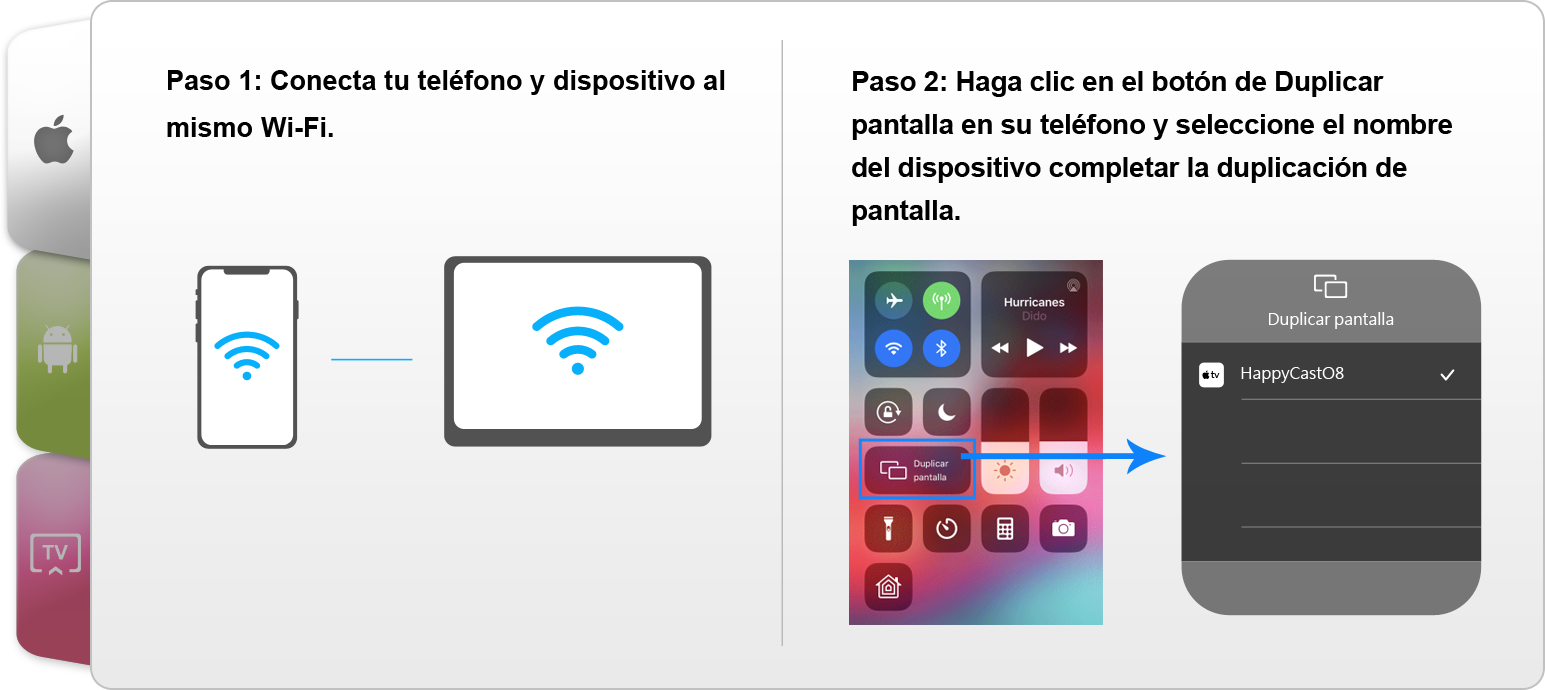 Paso 1: Conecta tu teléfono y dispositivo al
mismo Wi-Fi.
Paso 2: Haga clic en el botón de Duplicar
pantalla en su teléfono y seleccione el nombre
del dispositivo completar la duplicación de
pantalla.
Hurricanes
Dido
Duplicar
pantalla
Duplicar pantalla
tv
HappyCastO8
TV